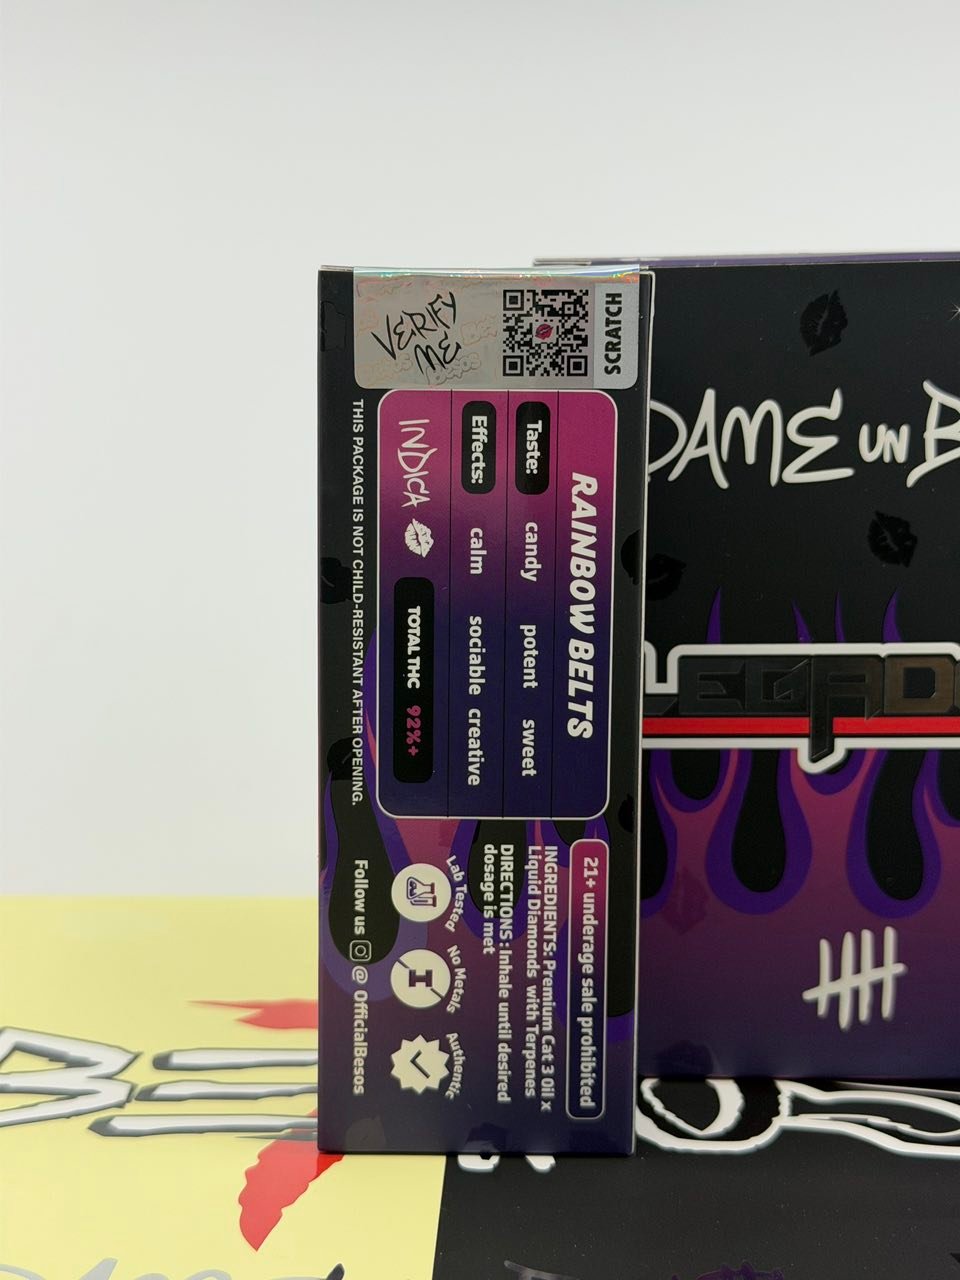 VERIFY
ME
SCRATCH
RAINBOW BELTS
Taste: candy potent sweet
Effects: calm sociable creative
INDICA TOTAL THC 92%+
THIS PACKAGE IS NOT CHILD-RESISTANT AFTER OPENING.
21+ underage sale prohibited
INGREDIENTS: Premium Cat 3 Oil x
Liquid Diamonds with Terpenes
DIRECTIONS: Inhale until desired
dosage is met
Lab Tested
No Metals
Authentic
Follow us @ OfficialBesos
DAME UN B
LEGAD